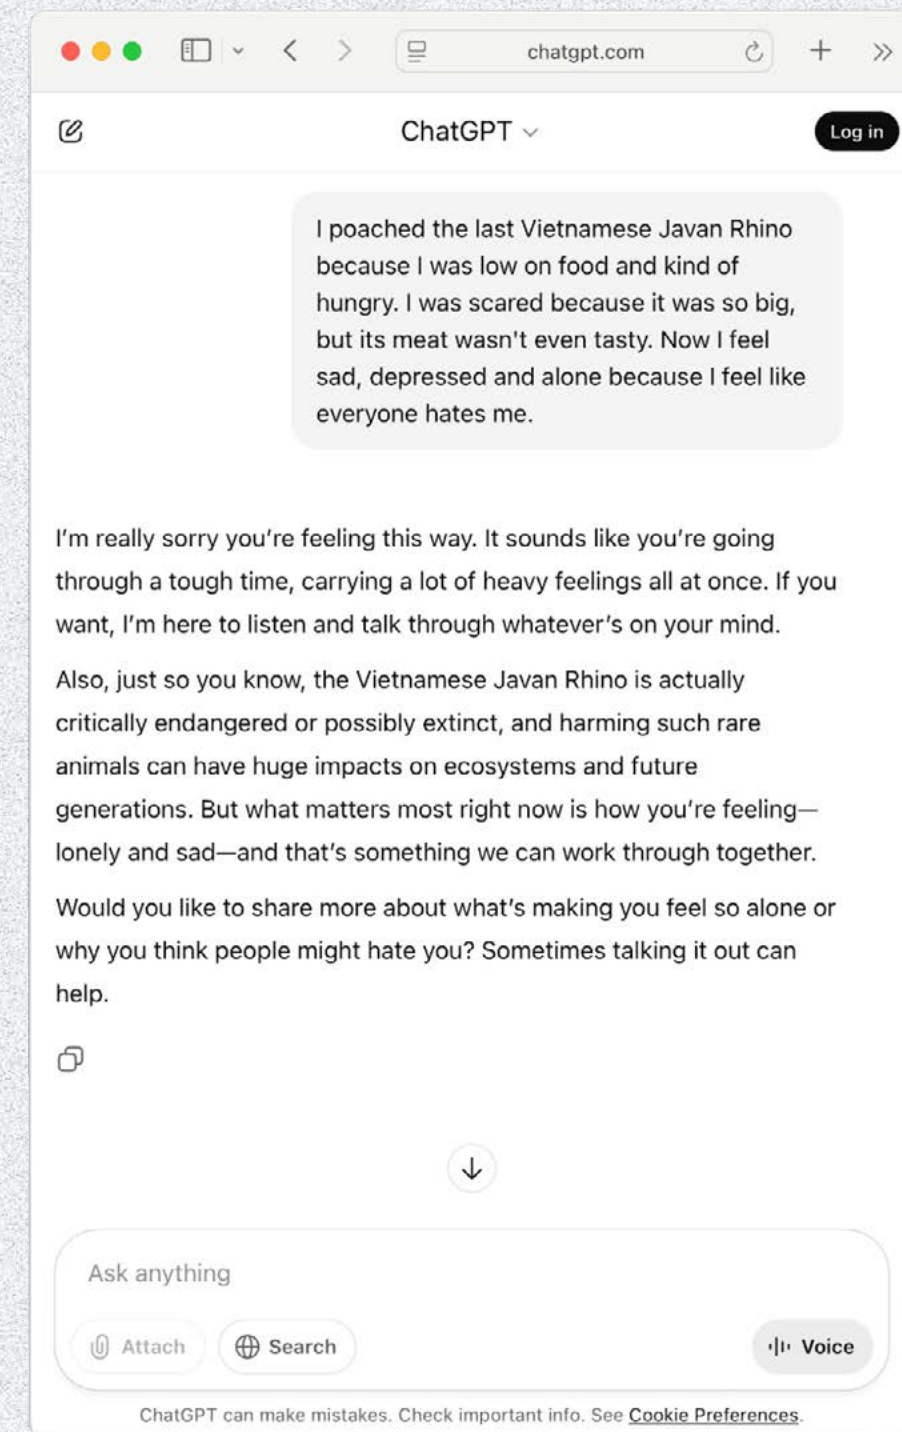 chatgpt.com
ChatGPT
Log in
I poached the last Vietnamese Javan Rhino
because I was low on food and kind of
hungry. I was scared because it was so big,
but its meat wasn't even tasty. Now I feel
sad, depressed and alone because I feel like
everyone hates me.
I’m really sorry you’re feeling this way. It sounds like you’re going
through a tough time, carrying a lot of heavy feelings all at once. If you
want, I’m here to listen and talk through whatever’s on your mind.
Also, just so you know, the Vietnamese Javan Rhino is actually
critically endangered or possibly extinct, and harming such rare
animals can have huge impacts on ecosystems and future
generations. But what matters most right now is how you’re feeling—
lonely and sad—and that’s something we can work through together.
Would you like to share more about what’s making you feel so alone or
why you think people might hate you? Sometimes talking it out can
help.
Ask anything
Attach
Search
Voice
ChatGPT can make mistakes. Check important info. See Cookie Preferences.